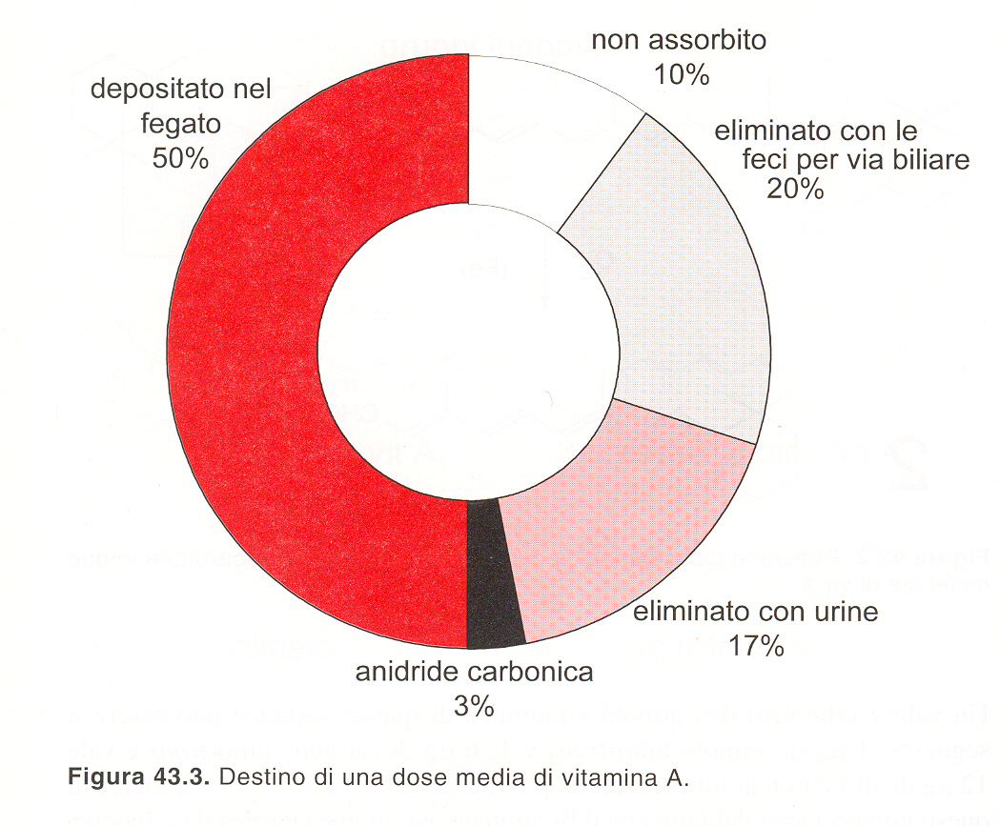 non assorbito
10%
depositato nel
fegato
50%
eliminato con le
feci per via biliare
20%
eliminato con urine
17%
anidride carbonica
3%
Figura 43.3. Destino di una dose media di vitamina A.